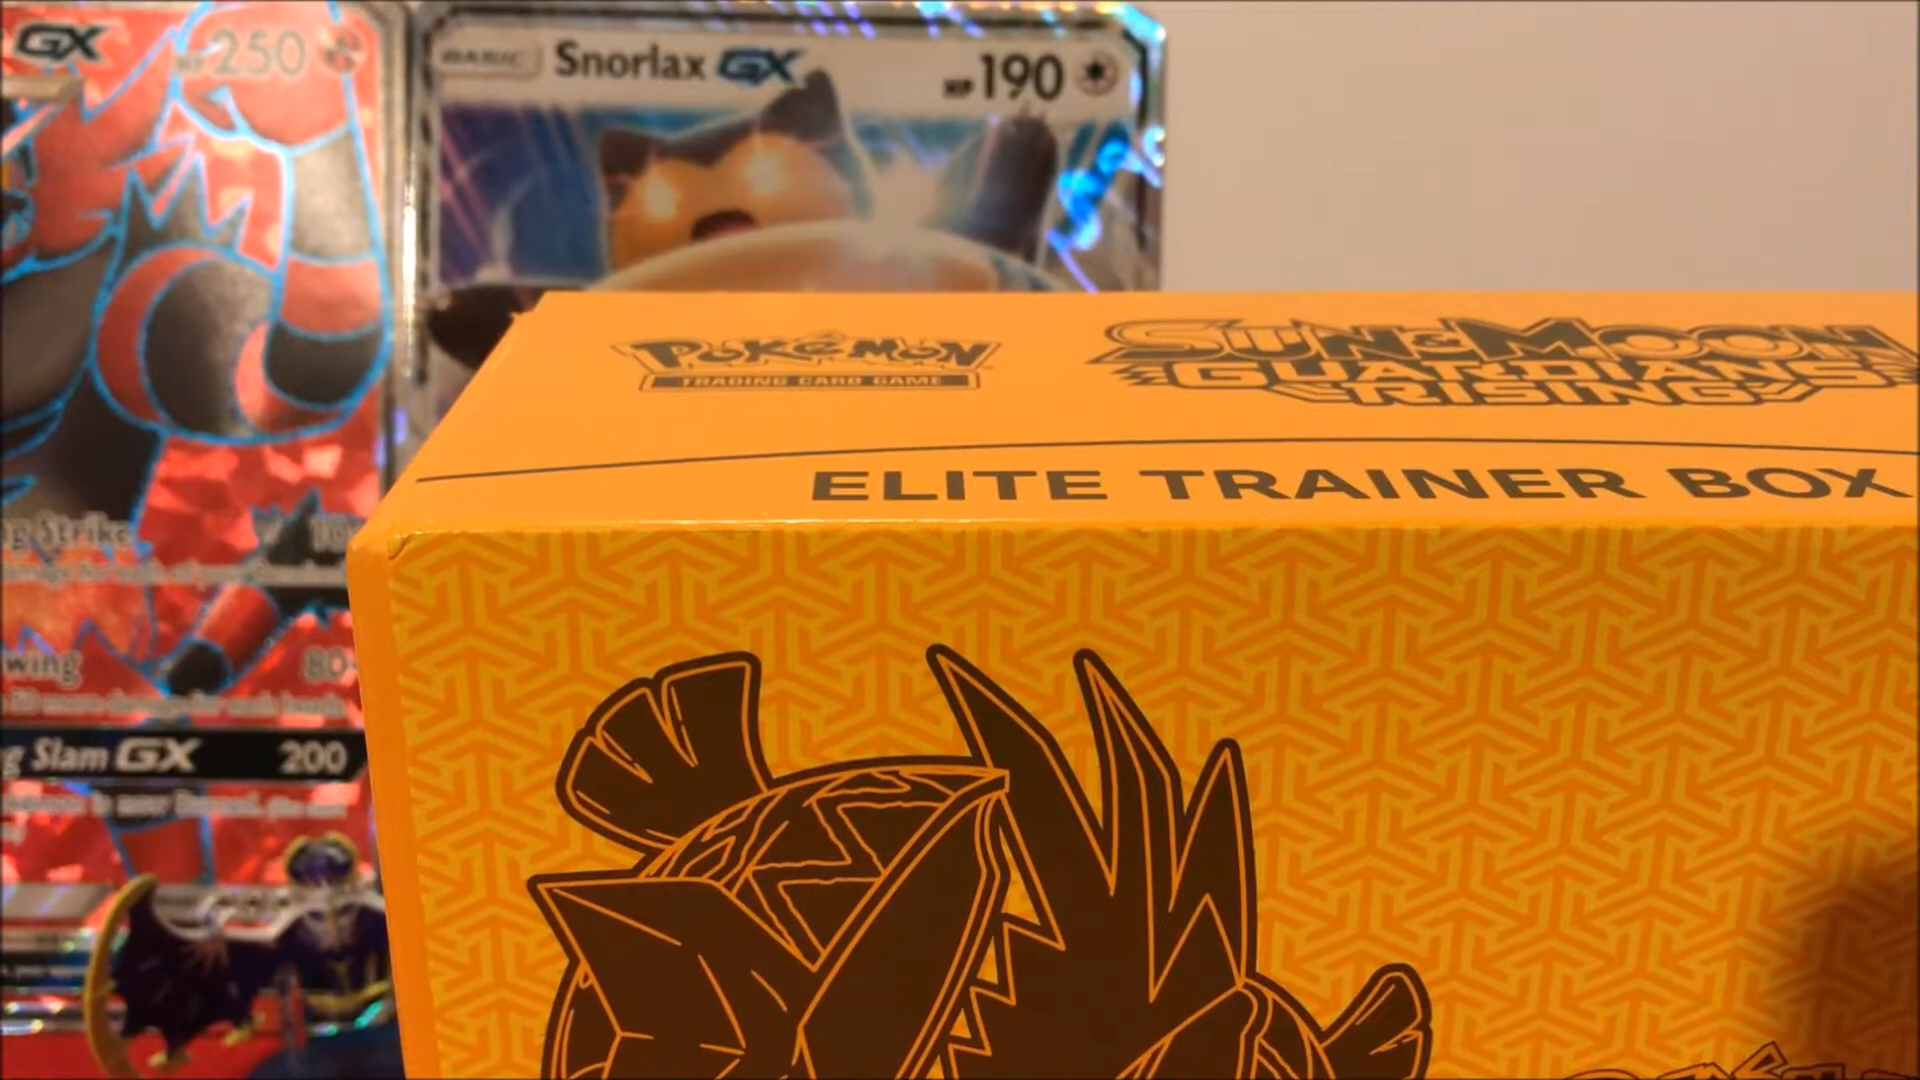 GX
HP 250
BASIC Snorlax GX HP 190
POKÉMON
TRADING CARD GAME
SUN & MOON
GUARDIANS
RISING
ELITE TRAINER BOX
Strike
wing 80
Slam GX 200